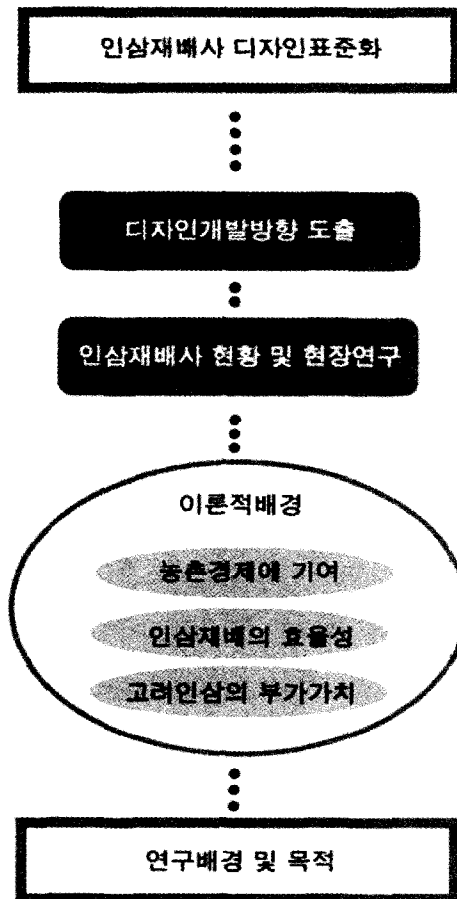 인삼재배사 디자인표준화
디자인개발방향 도출
인삼재배사 현황 및 현장연구
이론적배경
농촌경제에 기여
인삼재배의 효율성
고려인삼의 부가가치
연구배경 및 목적